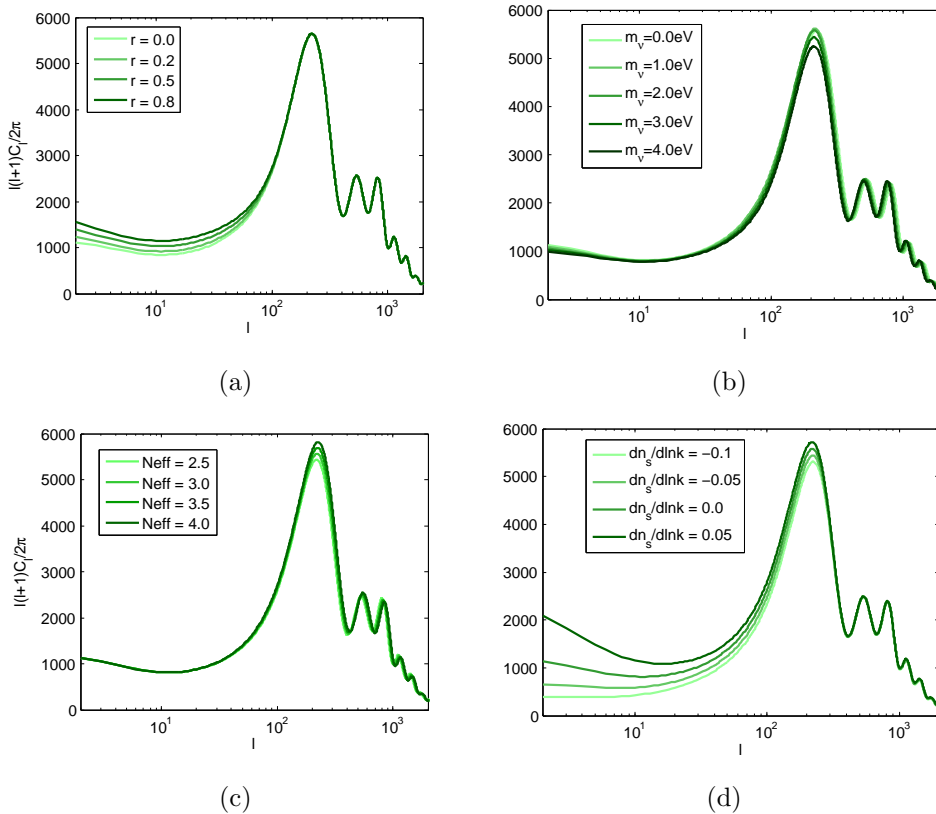 6000
5000
4000
3000
2000
1000
0
l(l+1)C_l/2π
r = 0.0
r = 0.2
r = 0.5
r = 0.8
10^1
10^2
10^3
l
(a)
6000
5000
4000
3000
2000
1000
0
m_ν=0.0eV
m_ν=1.0eV
m_ν=2.0eV
m_ν=3.0eV
m_ν=4.0eV
10^1
10^2
10^3
l
(b)
6000
5000
4000
3000
2000
1000
0
l(l+1)C_l/2π
Neff = 2.5
Neff = 3.0
Neff = 3.5
Neff = 4.0
10^1
10^2
10^3
l
(c)
6000
5000
4000
3000
2000
1000
0
dn_s/dlnk = −0.1
dn_s/dlnk = −0.05
dn_s/dlnk = 0.0
dn_s/dlnk = 0.05
10^1
10^2
10^3
l
(d)